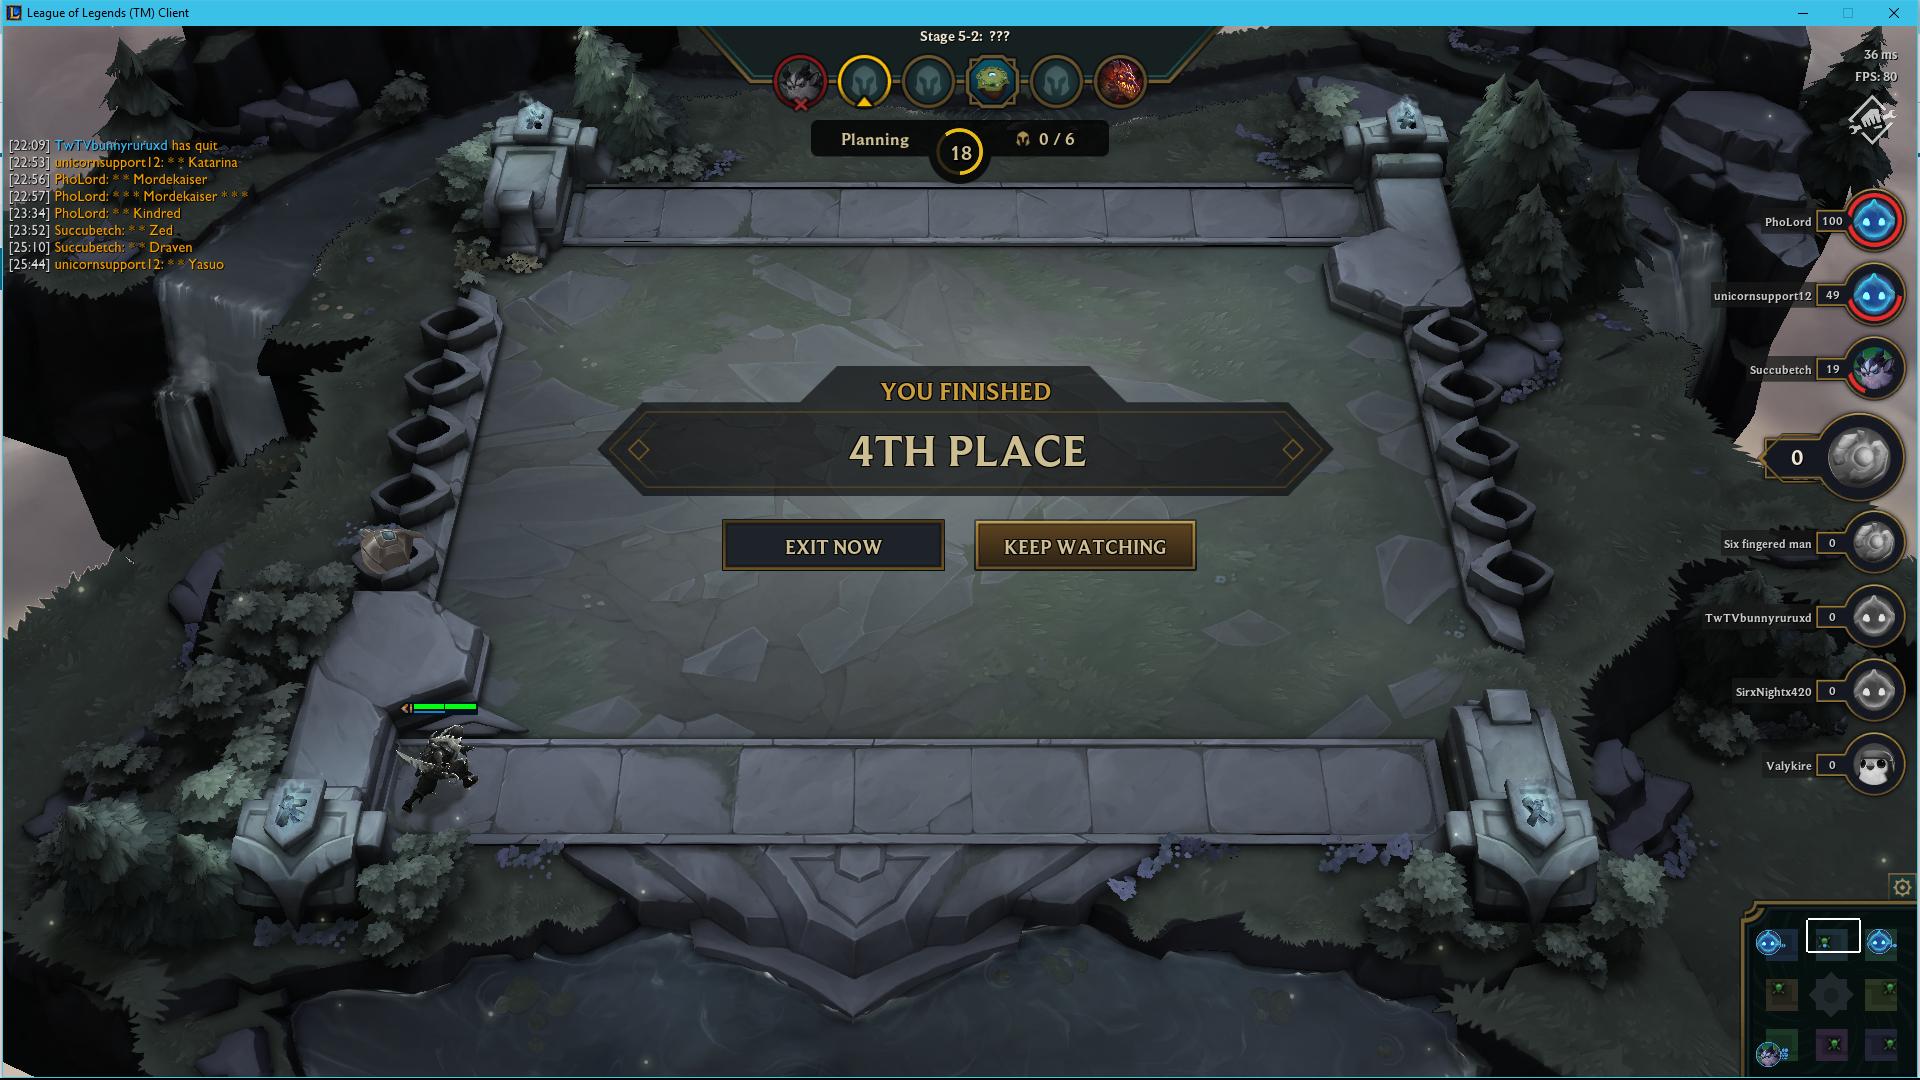 League of Legends (TM) Client
Stage 5-2: ???
36 ms
FPS: 80
Planning
18
0 / 6
[22:09] TwTVbunnyruruxd has quit
[22:53] unicornsupport12: * * Katarina
[22:56] PhoLord: * * Mordekaiser
[22:57] PhoLord: * * * Mordekaiser * * *
[23:34] PhoLord: * * Kindred
[23:52] Succubetch: * * Zed
[25:10] Succubetch: * * Draven
[25:44] unicornsupport12: * * Yasuo
PhoLord 100
unicornsupport12 49
Succubetch 19
0
Six fingered man 0
TwTVbunnyruruxd 0
SirxNightx420 0
Valykire 0
YOU FINISHED
4TH PLACE
EXIT NOW
KEEP WATCHING